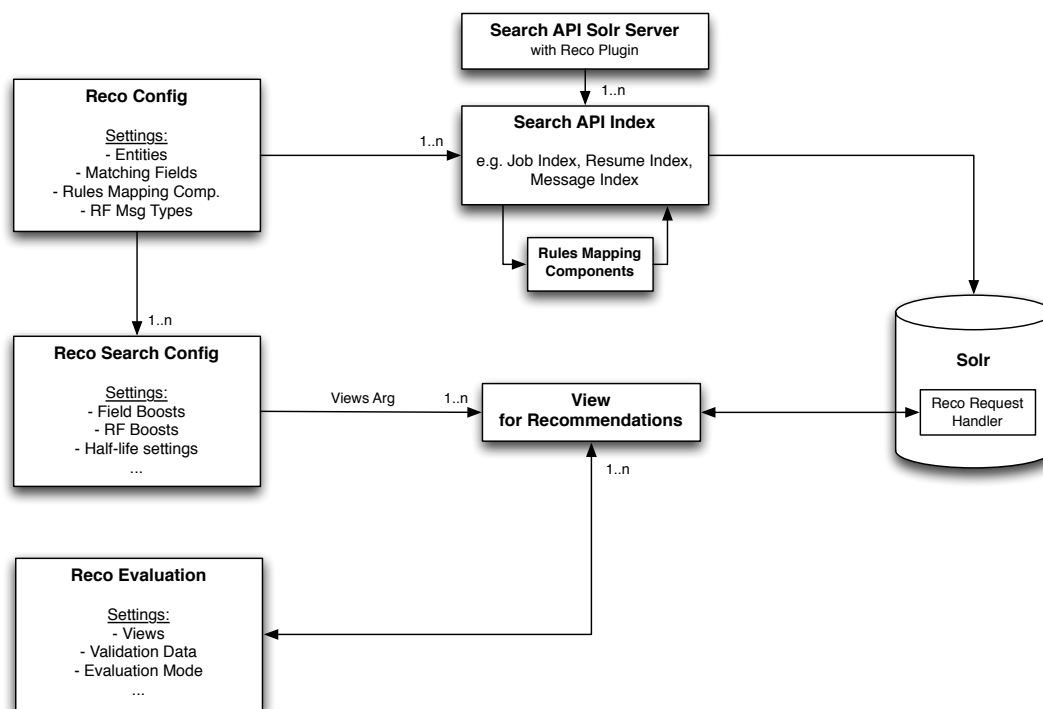 Search API Solr Server
with Reco Plugin
1..n
Reco Config
Settings:
- Entities
- Matching Fields
- Rules Mapping Comp.
- RF Msg Types
1..n
Search API Index
e.g. Job Index, Resume Index,
Message Index
Rules Mapping
Components
1..n
Reco Search Config
Settings:
- Field Boosts
- RF Boosts
- Half-life settings
...
Views Arg
1..n
View
for Recommendations
1..n
Solr
Reco Request
Handler
Reco Evaluation
Settings:
- Views
- Validation Data
- Evaluation Mode
...